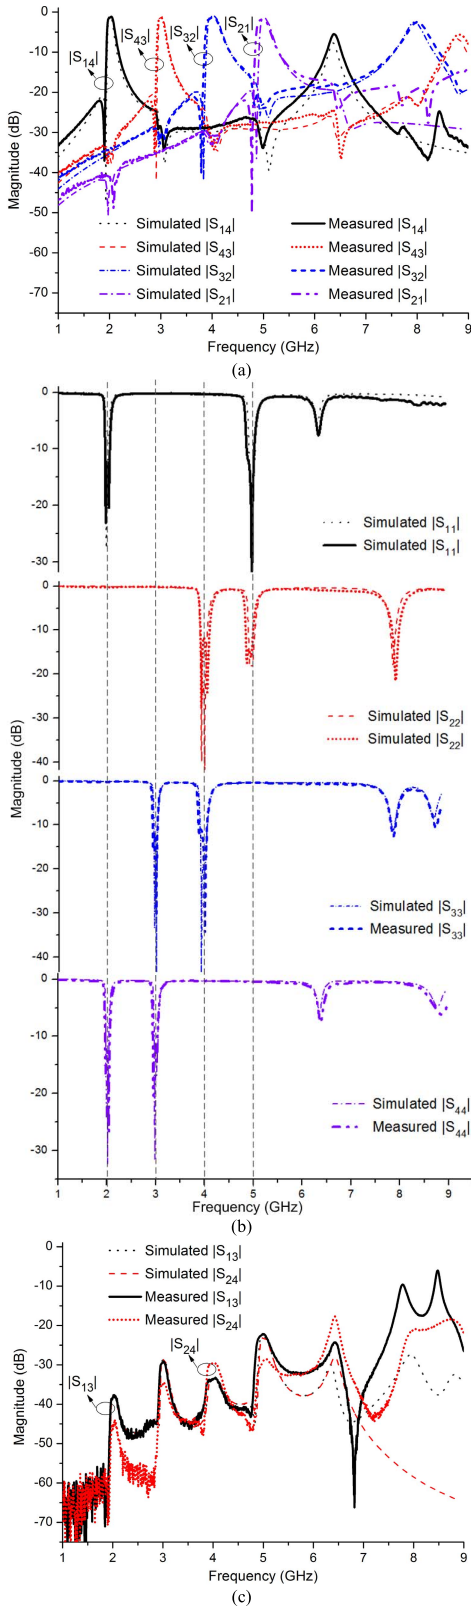 0
-10
-20
-30
-40
-50
-60
-70
Magnitude (dB)
|S14|
|S43|
|S32|
|S21|
Simulated |S14|
Simulated |S43|
Simulated |S32|
Simulated |S21|
Measured |S14|
Measured |S43|
Measured |S32|
Measured |S21|
1 2 3 4 5 6 7 8 9
Frequency (GHz)
(a)
0
-10
-20
-30
Simulated |S11|
Simulated |S11|
0
-10
-20
-30
-40
Simulated |S22|
Simulated |S22|
Magnitude (dB)
0
-10
-20
-30
-40
Simulated |S33|
Measured |S33|
0
-10
-20
-30
Simulated |S44|
Measured |S44|
1 2 3 4 5 6 7 8 9
Frequency (GHz)
(b)
0
-10
-20
-30
-40
-50
-60
-70
Magnitude (dB)
Simulated |S13|
Simulated |S24|
Measured |S13|
Measured |S24|
|S24|
|S13|
1 2 3 4 5 6 7 8 9
Frequency (GHz)
(c)